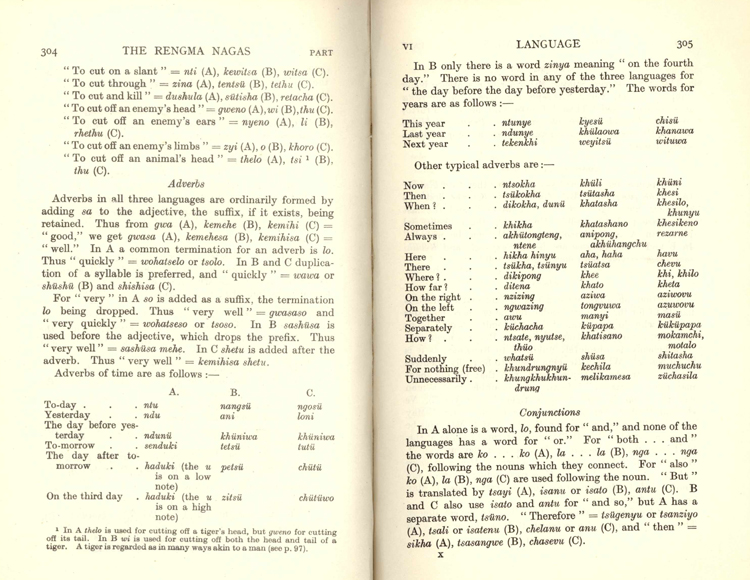 304 THE RENGMA NAGAS PART
"To cut on a slant" = nti (A), kewitsa (B), witsa (C).
"To cut through" = zina (A), tentsü (B), tethu (C).
"To cut and kill" = dushula (A), sütisha (B), retacha (C).
"To cut off an enemy's head" = gweno (A), wi (B), thu (C).
"To cut off an enemy's ears" = nyeno (A), li (B),
rhethu (C).
"To cut off an enemy's limbs" = zyi (A), o (B), khoro (C).
"To cut off an animal's head" = thelo (A), tsi ¹ (B),
thu (C).
Adverbs
Adverbs in all three languages are ordinarily formed by
adding sa to the adjective, the suffix, if it exists, being
retained. Thus from gwa (A), kemehe (B), kemihi (C) =
"good," we get gwasa (A), kemehesa (B), kemihisa (C) =
"well." In A a common termination for an adverb is lo.
Thus "quickly" = wohatselo or tsolo. In B and C duplica-
tion of a syllable is preferred, and "quickly" = wawa or
shüshü (B) and shishisa (C).
For "very" in A so is added as a suffix, the termination
lo being dropped. Thus "very well" = gwasaso and
"very quickly" = wohatseso or tsoso. In B sashüsa is
used before the adjective, which drops the prefix. Thus
"very well" = sashüsa mehe. In C shetu is added after the
adverb. Thus "very well" = kemihisa shetu.
Adverbs of time are as follows :—
A. B. C.
To-day . . . ntu nangsü ngosü
Yesterday . . ndu ani loni
The day before yes-
terday . . ndunü khüniwa khüniwa
To-morrow . . senduki tetsü tutü
The day after to-
morrow . . haduki (the u petsü chütü
is on a low
note)
On the third day . haduki (the u zitsü chütüwo
is on a high
note)
¹ In A thelo is used for cutting off a tiger's head, but gweno for cutting
off its tail. In B wi is used for cutting off both the head and tail of a
tiger. A tiger is regarded as in many ways akin to a man (see p. 97).
VI LANGUAGE 305
In B only there is a word zinya meaning "on the fourth
day." There is no word in any of the three languages for
"the day before the day before yesterday." The words for
years are as follows :—
This year . . ntunye kyesü chisü
Last year . . ndunye khülaowa khanawa
Next year . . tekenkhi weyitsü wituwa
Other typical adverbs are :—
Now . . ntsokha khüli khüni
Then . . tsükokha tsütasha khesi
When ? . . dikokha, dunü khatasha khesilo,
khunyu
Sometimes . . khikha khatashano khesikeno
Always . . . akhütongteng, anipong, rezarne
ntene akhühangchu
Here . . hikha hinyu aha, haha havu
There . . tsükha, tsünyu tsüatsa chevu
Where ? . . . dikipong khee khi, khilo
How far ? . . ditena khato kheta
On the right . . nzizing aziwa aziwovu
On the left . . ngwazing tongvuwa azuwovu
Together . . awu manyi masü
Separately . . küchacha küpapa küküpapa
How ? . . . ntsate, nyutse, khatisano mokamchi,
thüo motalo
Suddenly . . whatsü shüsa shitasha
For nothing (free) . khundrungnyü kechila muchuchu
Unnecessarily . . khungkhukhun- melikamesa züchasila
drung
Conjunctions
In A alone is a word, lo, found for "and," and none of the
languages has a word for "or." For "both . . . and"
the words are ko . . . ko (A), la . . . la (B), nga . . . nga
(C), following the nouns which they connect. For "also"
ko (A), la (B), nga (C) are used following the noun. "But"
is translated by tsayi (A), isanu or isato (B), antu (C). B
and C also use isato and antu for "and so," but A has a
separate word, tsüno. "Therefore" = tsügenyu or tsanziyo
(A), tsali or isatenu (B), chelanu or anu (C), and "then" =
sikha (A), tsasangwe (B), chasevu (C).
X